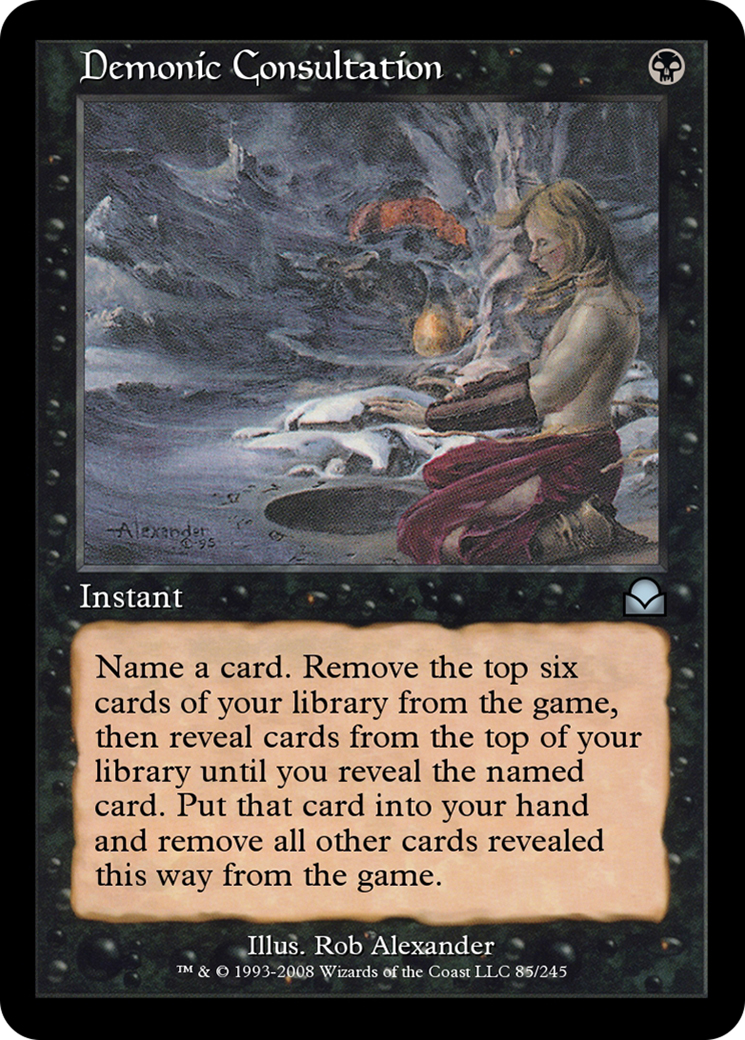 Demonic Consultation
Alexander
© 95
Instant
Name a card. Remove the top six
cards of your library from the game,
then reveal cards from the top of your
library until you reveal the named
card. Put that card into your hand
and remove all other cards revealed
this way from the game.
Illus. Rob Alexander
™ & © 1993-2008 Wizards of the Coast LLC 85/245